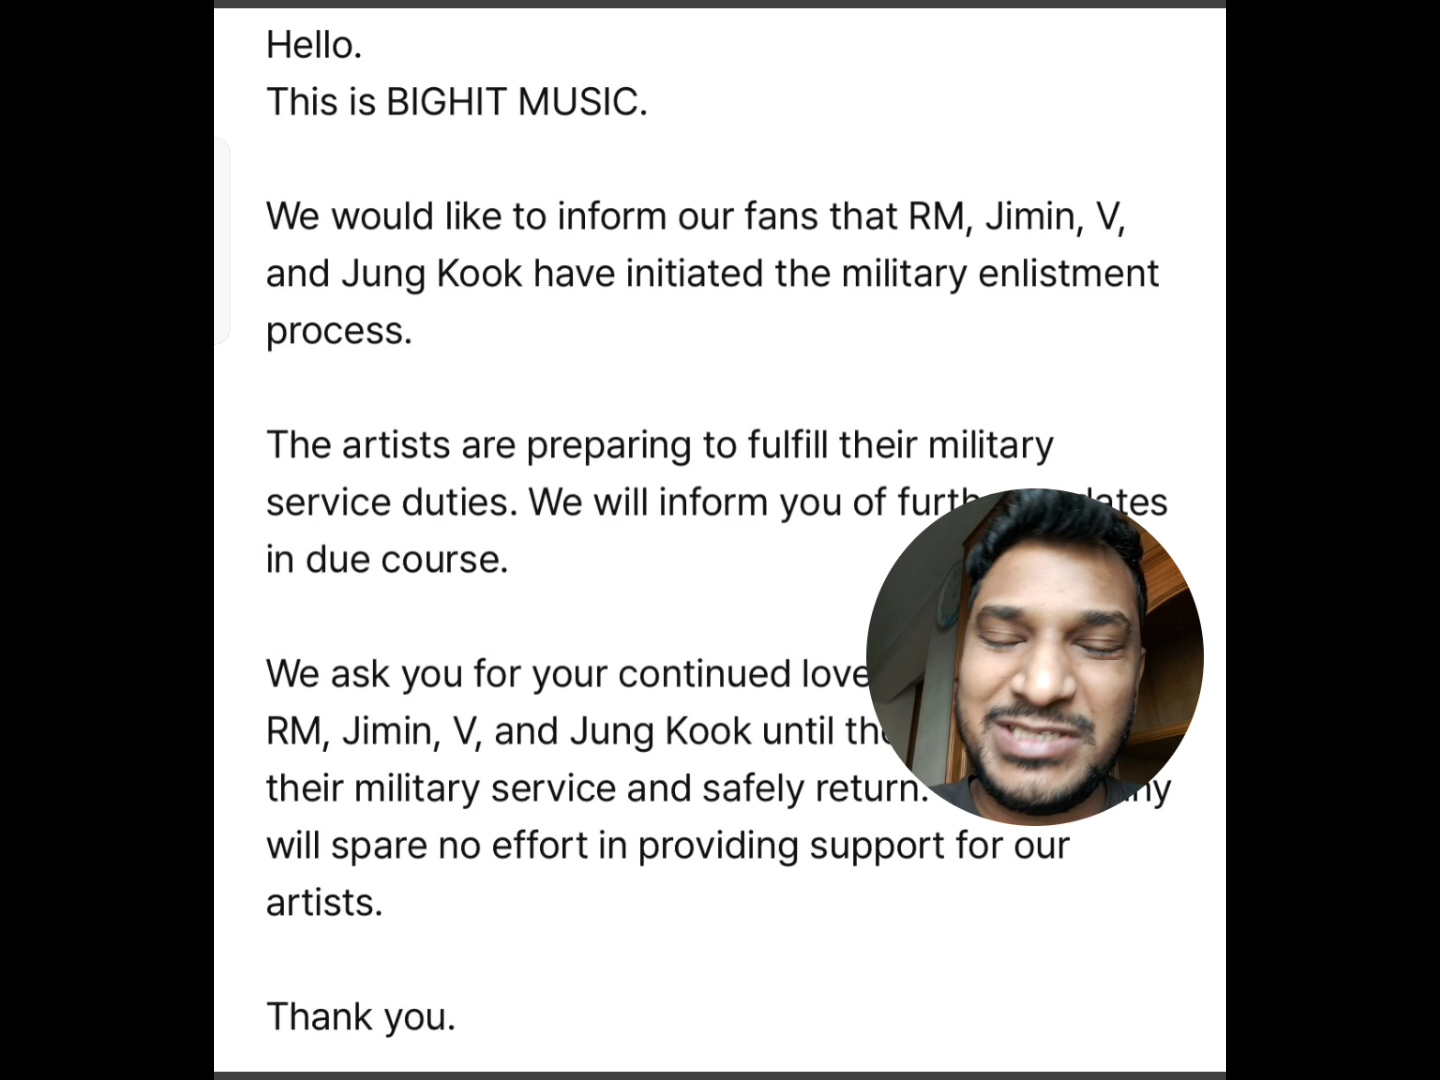 Hello.
This is BIGHIT MUSIC.
We would like to inform our fans that RM, Jimin, V,
and Jung Kook have initiated the military enlistment
process.
The artists are preparing to fulfill their military
service duties. We will inform you of
in due course.
We ask you for your continued love
RM, Jimin, V, and Jung Kook until
their military service and safely return.
will spare no effort in providing support for our
artists.
Thank you.